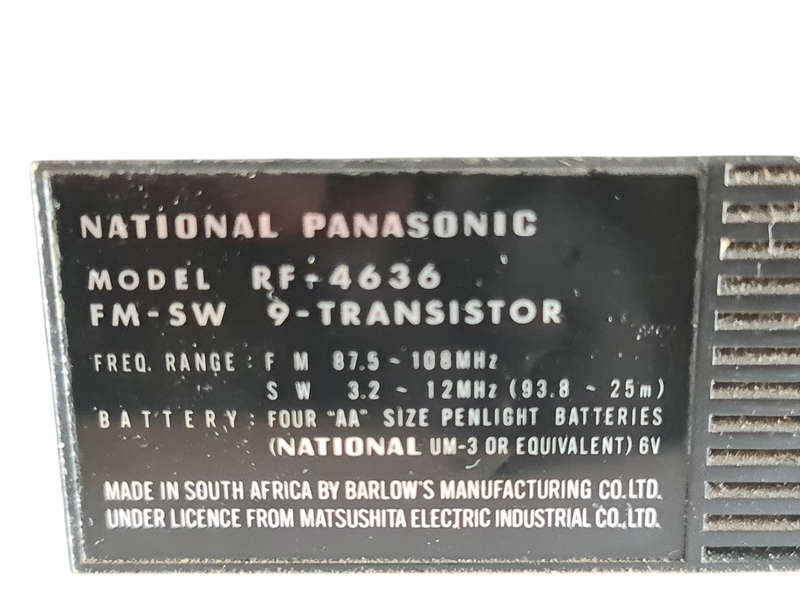 NATIONAL PANASONIC
MODEL RF-4636
FM-SW 9-TRANSISTOR
FREQ. RANGE : F M 87.5 ~ 108MHz
S W 3.2 ~ 12MHz (93.8 ~ 25m)
BATTERY : FOUR "AA" SIZE PENLIGHT BATTERIES
(NATIONAL UM-3 OR EQUIVALENT) 6V
MADE IN SOUTH AFRICA BY BARLOW'S MANUFACTURING CO. LTD.
UNDER LICENCE FROM MATSUSHITA ELECTRIC INDUSTRIAL CO., LTD.